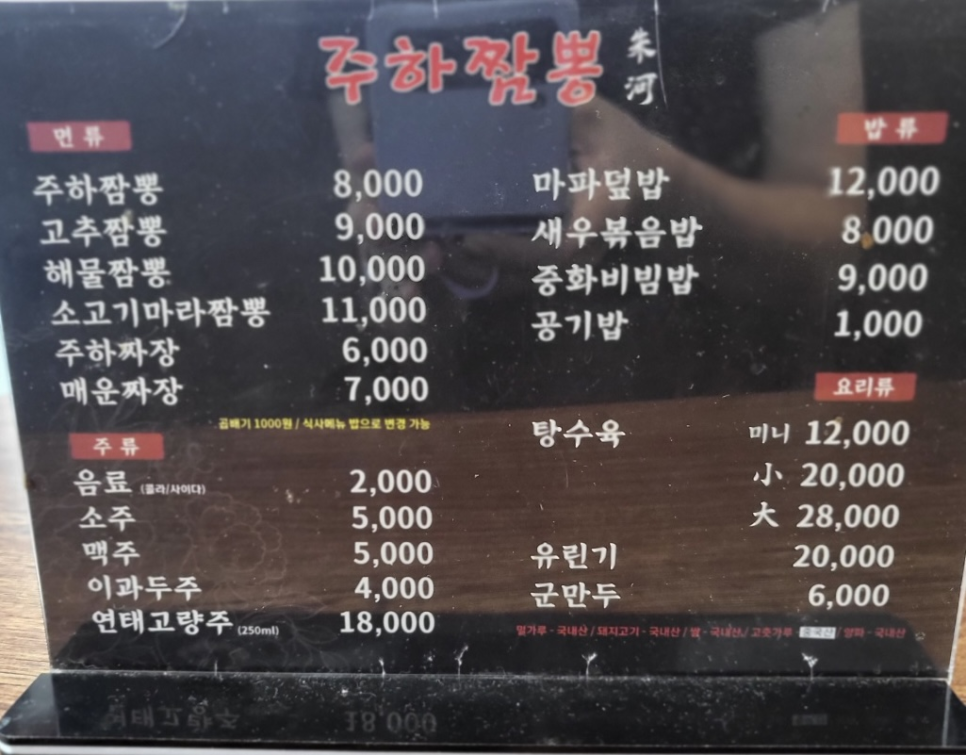 주하짬뽕 朱河
면류
주하짬뽕 8,000
고추짬뽕 9,000
해물짬뽕 10,000
소고기마라짬뽕 11,000
주하짜장 6,000
매운짜장 7,000
곱배기 1000원 / 식사메뉴 밥으로 변경 가능
주류
음료 (콜라/사이다) 2,000
소주 5,000
맥주 5,000
이과두주 4,000
연태고량주 (250ml) 18,000
밥류
마파덮밥 12,000
새우볶음밥 8,000
중화비빔밥 9,000
공기밥 1,000
요리류
탕수육 미니 12,000
小 20,000
大 28,000
유린기 20,000
군만두 6,000
밀가루 - 국내산 / 돼지고기 - 국내산 / 쌀 - 국내산 / 고춧가루 중국산 / 양파 - 국내산